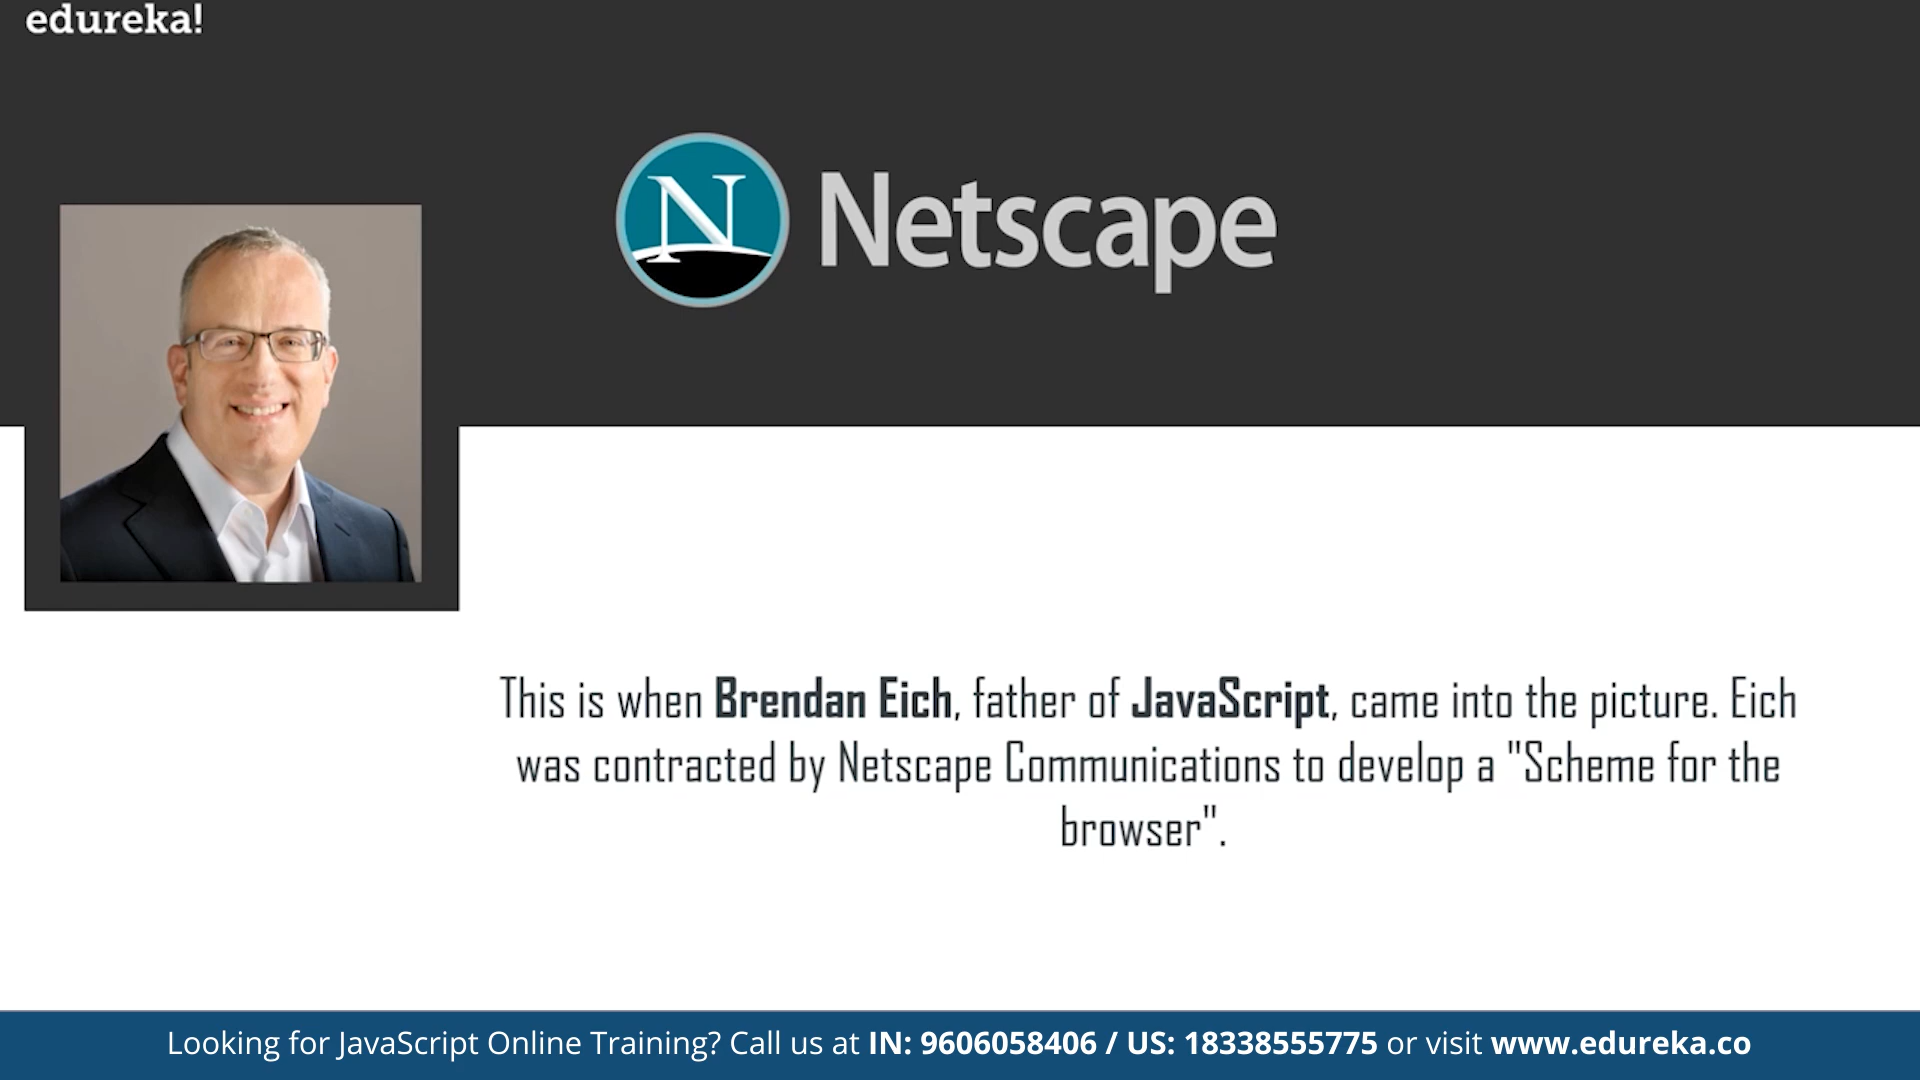 edureka!
N Netscape
This is when Brendan Eich, father of JavaScript, came into the picture. Eich
was contracted by Netscape Communications to develop a "Scheme for the
browser".
Looking for JavaScript Online Training? Call us at IN: 9606058406 / US: 18338555775 or visit www.edureka.co